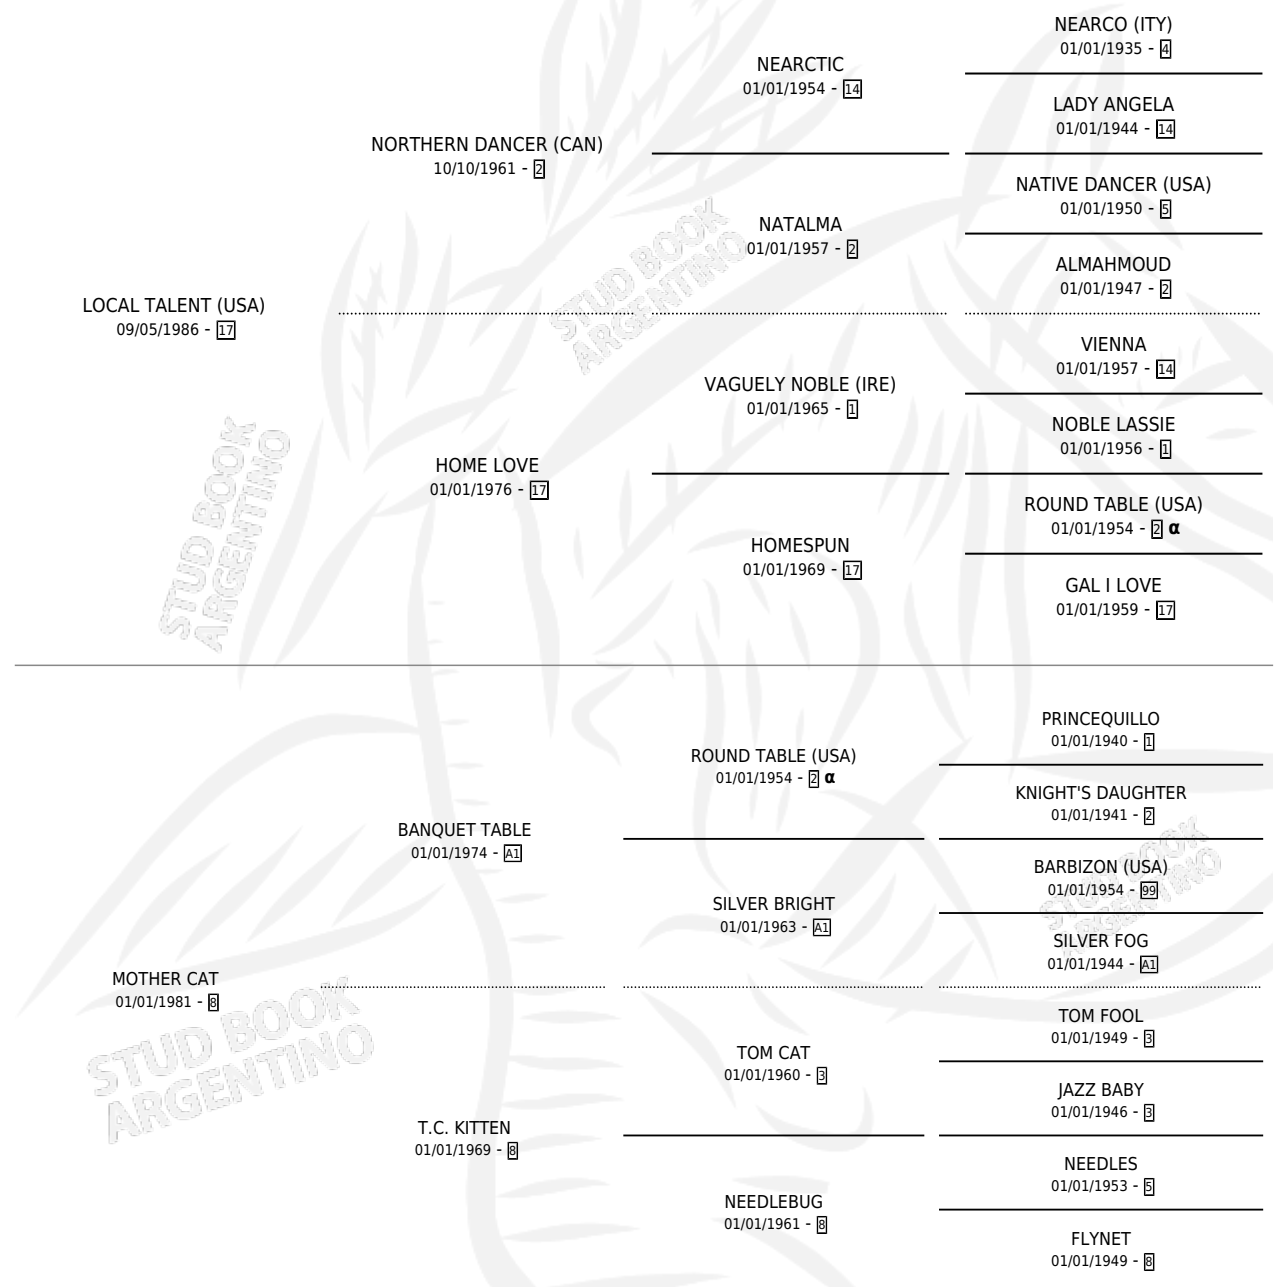 NEARCO (ITY)
01/01/1935 - 4
NEARCTIC
01/01/1954 - 14
LADY ANGELA
01/01/1944 - 14
NORTHERN DANCER (CAN)
10/10/1961 - 2
NATIVE DANCER (USA)
01/01/1950 - 5
NATALMA
01/01/1957 - 2
ALMAHMOUD
01/01/1947 - 2
LOCAL TALENT (USA)
09/05/1986 - 17
VIENNA
01/01/1957 - 14
VAGUELY NOBLE (IRE)
01/01/1965 - 1
NOBLE LASSIE
01/01/1956 - 1
HOME LOVE
01/01/1976 - 17
ROUND TABLE (USA)
01/01/1954 - 2 α
HOMESPUN
01/01/1969 - 17
GAL I LOVE
01/01/1959 - 17
PRINCEQUILLO
01/01/1940 - 1
ROUND TABLE (USA)
01/01/1954 - 2 α
KNIGHT'S DAUGHTER
01/01/1941 - 2
BANQUET TABLE
01/01/1974 - A1
BARBIZON (USA)
01/01/1954 - 99
SILVER BRIGHT
01/01/1963 - A1
SILVER FOG
01/01/1944 - A1
MOTHER CAT
01/01/1981 - 8
TOM FOOL
01/01/1949 - 3
TOM CAT
01/01/1960 - 3
JAZZ BABY
01/01/1946 - 3
T.C. KITTEN
01/01/1969 - 8
NEEDLES
01/01/1953 - 5
NEEDLEBUG
01/01/1961 - 8
FLYNET
01/01/1949 - 8
STUD BOOK
ARGENTINO
STUD BOOK
ARGENTINO
STUD BOOK
ARGENTINO
STUD BOOK
ARGENTINO